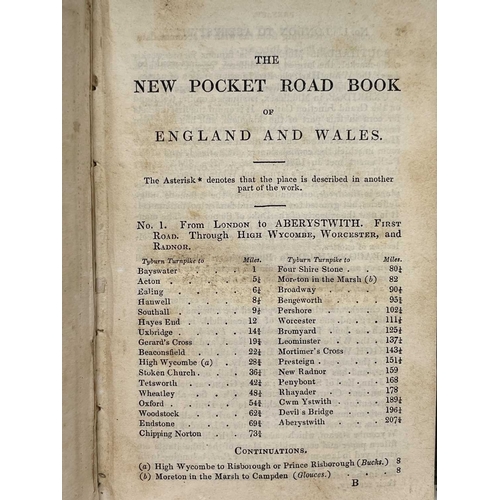 THE
NEW POCKET ROAD BOOK
OF
ENGLAND AND WALES.
The Asterisk * denotes that the place is described in another
part of the work.
No. 1. From London to ABERYSTWITH. First
Road. Through High Wycombe, Worcester, and
Radnor.
Tyburn Turnpike to Miles.
Bayswater . . . 1
Acton . . . 5¼
Ealing . . . 6¼
Hanwell . . . 8¼
Southall . . . 9¼
Hayes End . . 12
Uxbridge . . . 14¾
Gerard's Cross . . 19¾
Beaconsfield . . 22¾
High Wycombe (a) . 28¾
Stoken Church . . 36¼
Tetsworth . . . 42¼
Wheatley . . . 48¼
Oxford . . . 54¼
Woodstock . . 62¼
Endstone . . . 69¼
Chipping Norton . 73¾
Tyburn Turnpike to Miles.
Four Shire Stone . . 80¼
Moreton in the Marsh (b) 82
Broadway . . . 90¼
Bengeworth . . 95¼
Pershore . . . 102¼
Worcester . . . 111¼
Bromyard . . . 125¼
Leominster . . 137¼
Mortimer's Cross . 143¼
Presteign . . . 151¼
New Radnor . . 159
Penybont . . . 168
Rhayader . . . 178
Cwm Ystwith . . 189¼
Devil's Bridge . . 196¼
Aberystwith . . 207¼
Continuations.
(a) High Wycombe to Risborough or Prince Risborough (Bucks.) 8
(b) Moreton in the Marsh to Campden (Glouces.) . . . 8
B